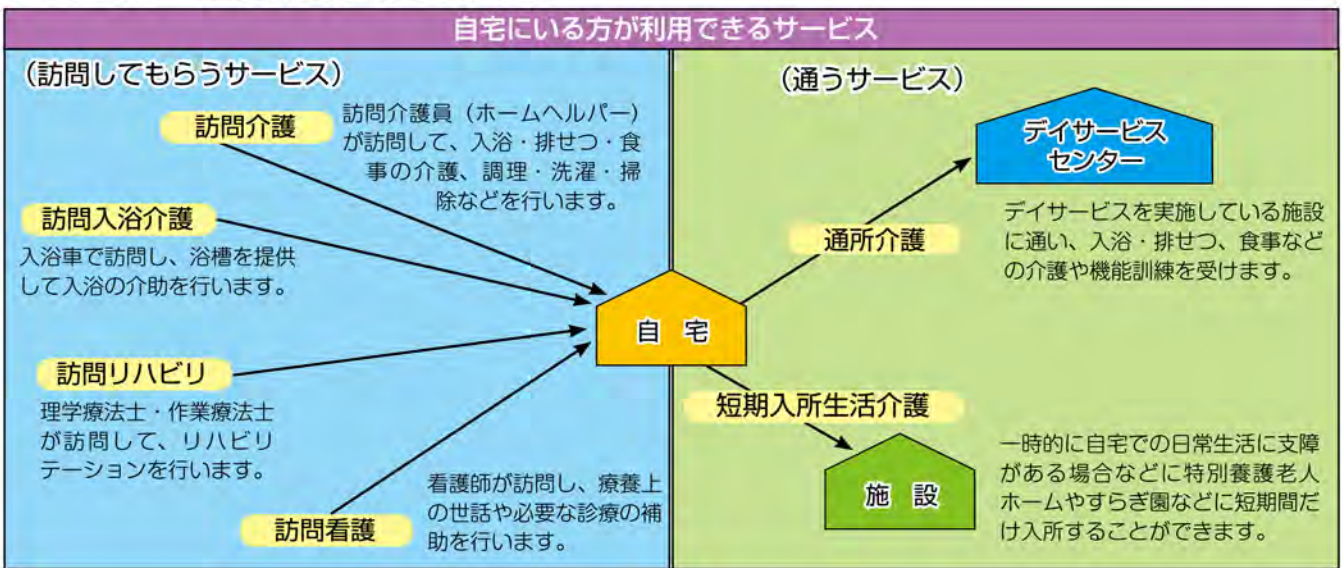 自宅にいる方が利用できるサービス
(訪問してもらうサービス)
訪問介護
訪問介護員(ホームヘルパー)
が訪問して、入浴・排せつ・食
事の介護、調理・洗濯・掃
除などを行います。
訪問入浴介護
入浴車で訪問し、浴槽を提供
して入浴の介助を行います。
訪問リハビリ
理学療法士・作業療法士
が訪問して、リハビリ
テーションを行います。
訪問看護
看護師が訪問し、療養上
の世話や必要な診療の補
助を行います。
自 宅
(通うサービス)
デイサービス
センター
通所介護
デイサービスを実施している施設
に通い、入浴・排せつ、食事など
の介護や機能訓練を受けます。
短期入所生活介護
施 設
一時的に自宅での日常生活に支障
がある場合などに特別養護老人
ホームやすらぎ園などに短期間だ
け入所することができます。